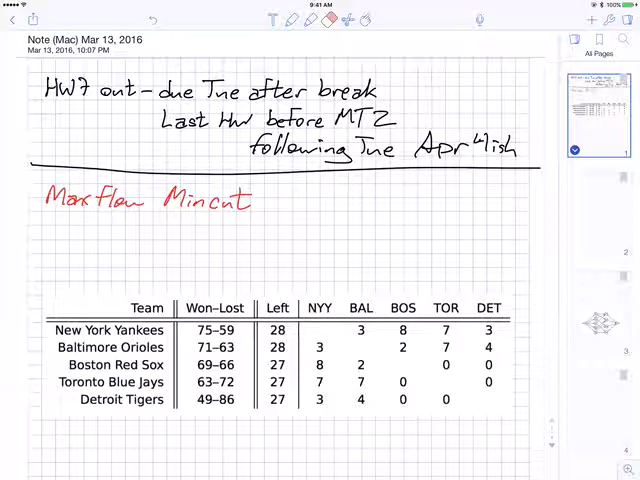 9:41 AM
100%
Note (Mac) Mar 13, 2016
Mar 13, 2016, 10:07 PM
All Pages
HW7 out - due Tue after break
Last HW before MT2
following Tue Apr 4ish
Maxflow Mincut
Team Won–Lost Left NYY BAL BOS TOR DET
New York Yankees 75–59 28 3 8 7 3
Baltimore Orioles 71–63 28 3 2 7 4
Boston Red Sox 69–66 27 8 2 0 0
Toronto Blue Jays 63–72 27 7 7 0 0
Detroit Tigers 49–86 27 3 4 0 0
1
2
3
4